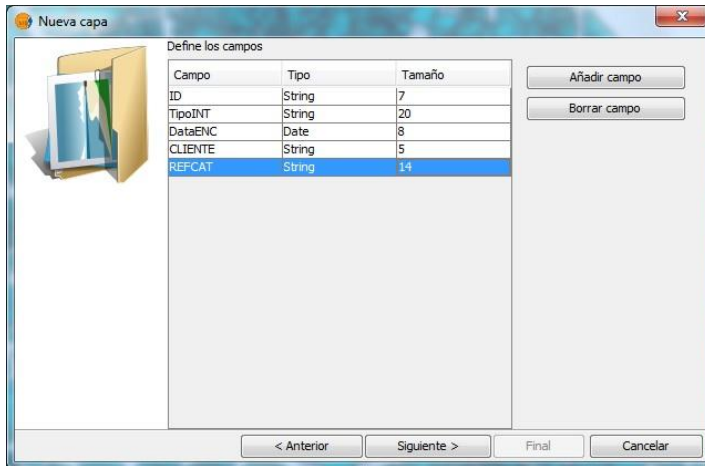 Nueva capa
Define los campos
Campo Tipo Tamaño
ID String 7
TipoINT String 20
DataENC Date 8
CLIENTE String 5
REFCAT String 14
Añadir campo
Borrar campo
< Anterior Siguiente > Final Cancelar